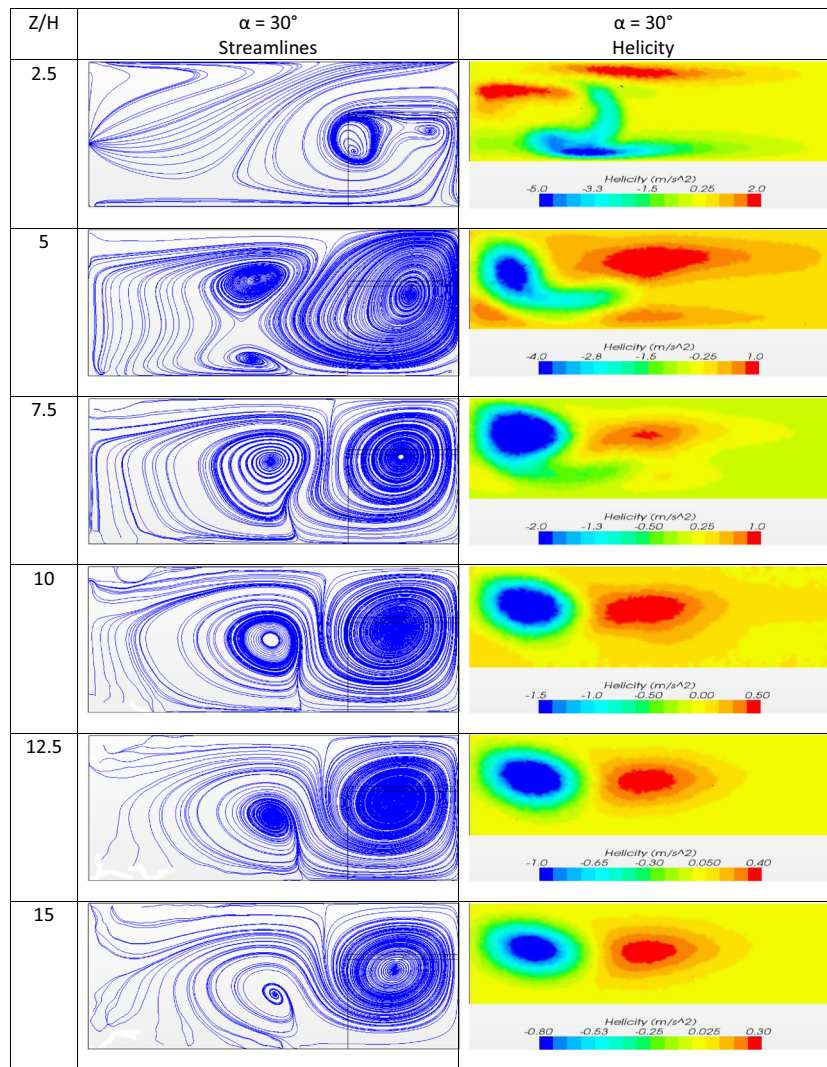 Z/H
α = 30°
Streamlines
α = 30°
Helicity
2.5
Helicity (m/s^2)
-5.0 -3.3 -1.5 0.25 2.0
5
Helicity (m/s^2)
-4.0 -2.8 -1.5 -0.25 1.0
7.5
Helicity (m/s^2)
-2.0 -1.3 -0.50 0.25 1.0
10
Helicity (m/s^2)
-1.5 -1.0 -0.50 0.00 0.50
12.5
Helicity (m/s^2)
-1.0 -0.65 -0.30 0.050 0.40
15
Helicity (m/s^2)
-0.80 -0.53 -0.25 0.025 0.30